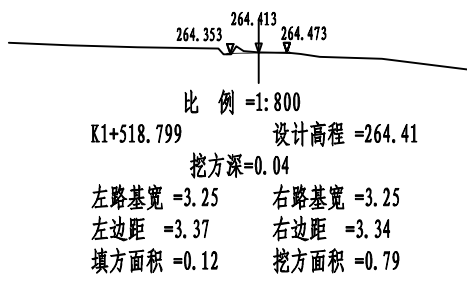 264.413
264.353 264.473
比 例 =1:800
K1+518.799 设计高程 =264.41
挖方深=0.04
左路基宽 =3.25 右路基宽 =3.25
左边距 =3.37 右边距 =3.34
填方面积 =0.12 挖方面积 =0.79